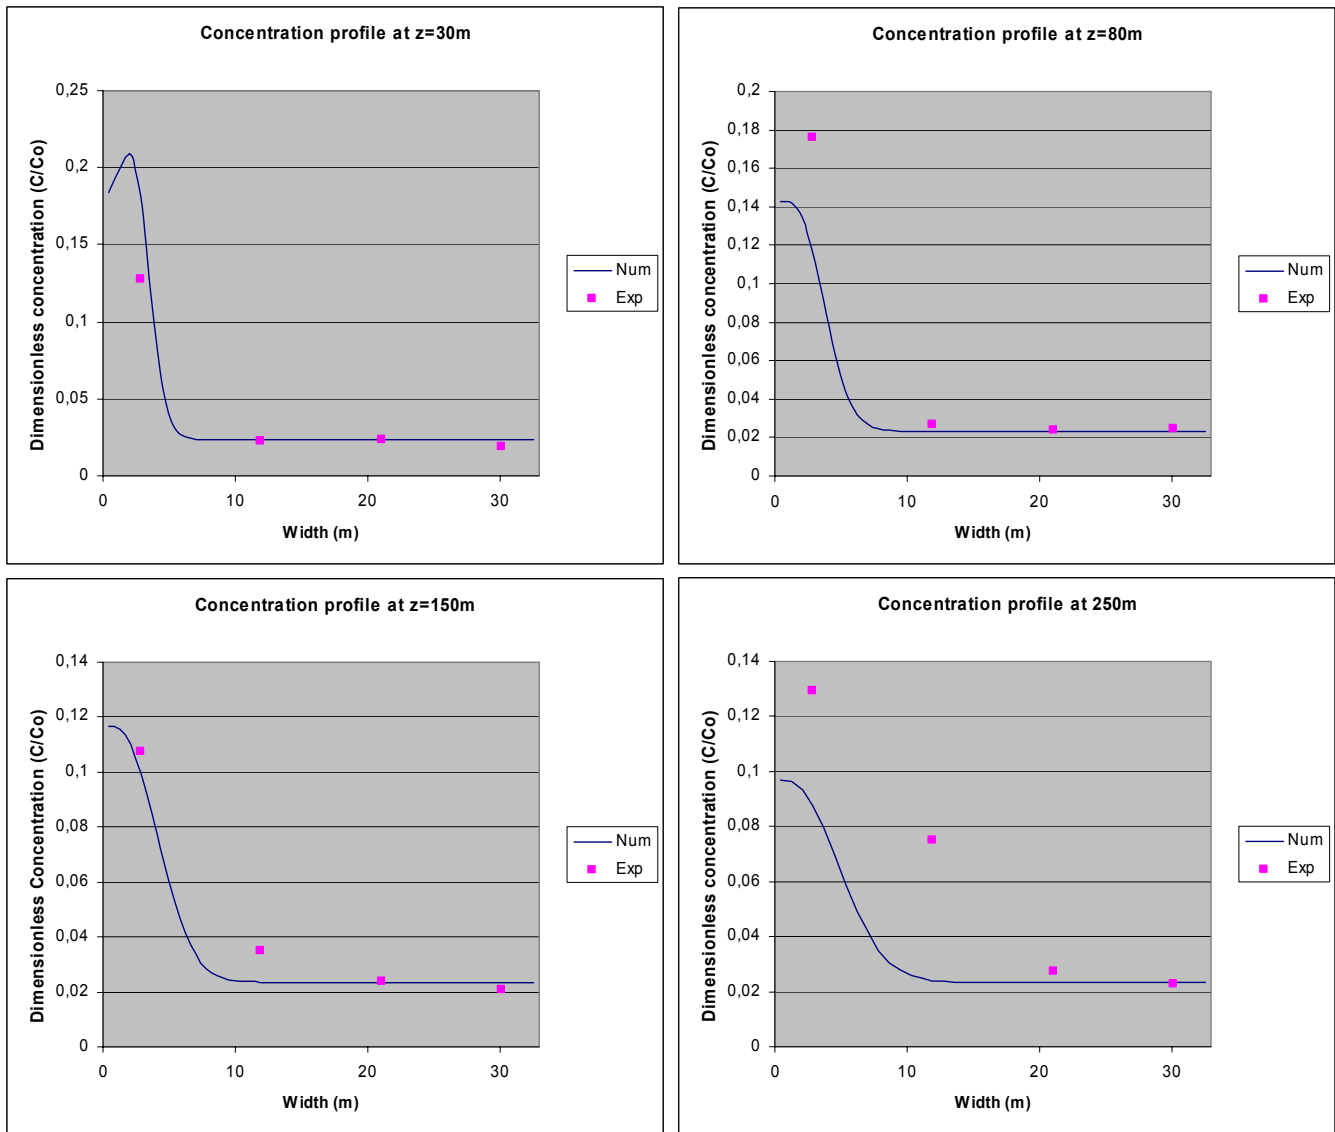 Concentration profile at z=30m
Dimensionless concentration (C/Co)
0,25
0,2
0,15
0,1
0,05
0
0 10 20 30
Width (m)
Num
Exp
Concentration profile at z=80m
Dimensionless concentration (C/Co)
0,2
0,18
0,16
0,14
0,12
0,1
0,08
0,06
0,04
0,02
0
0 10 20 30
Width (m)
Num
Exp
Concentration profile at z=150m
Dimensionless Concentration (C/Co)
0,14
0,12
0,1
0,08
0,06
0,04
0,02
0
0 10 20 30
Width (m)
Num
Exp
Concentration profile at 250m
Dimensionless concentration (C/Co)
0,14
0,12
0,1
0,08
0,06
0,04
0,02
0
0 10 20 30
Width (m)
Num
Exp